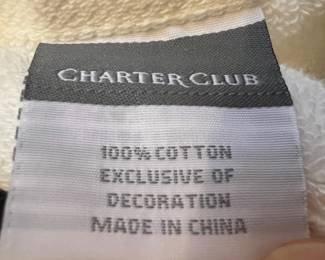 CHARTER CLUB
100% COTTON
EXCLUSIVE OF
DECORATION
MADE IN CHINA